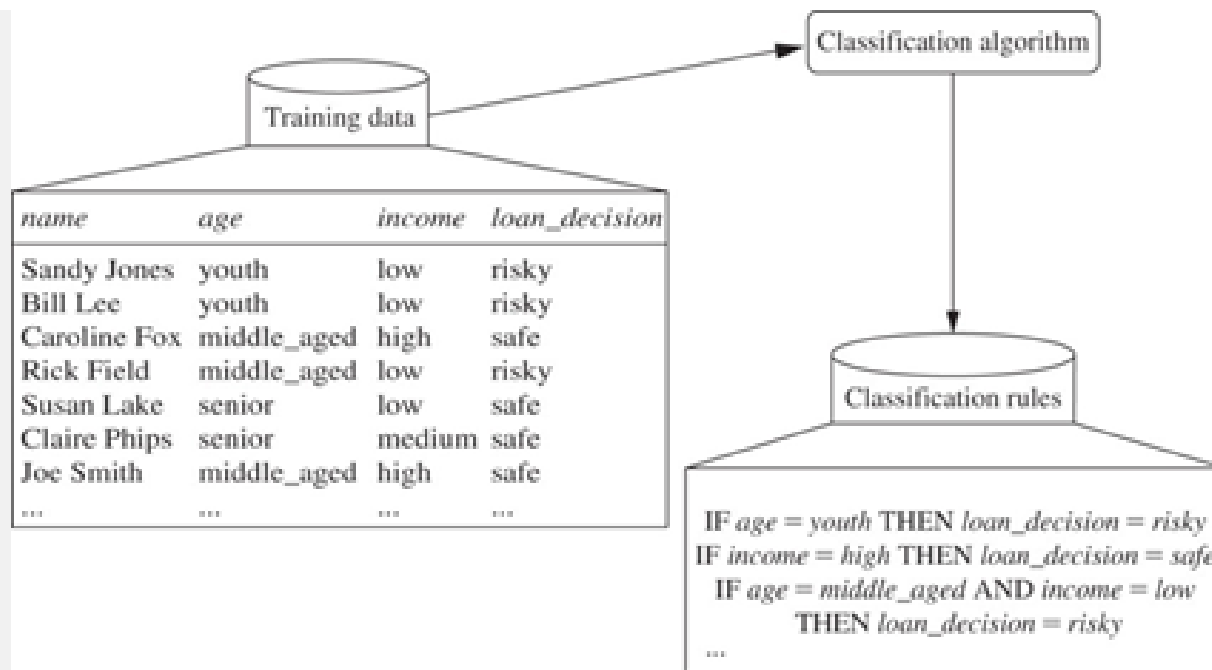 Classification algorithm
Training data
name age income loan_decision
Sandy Jones youth low risky
Bill Lee youth low risky
Caroline Fox middle_aged high safe
Rick Field middle_aged low risky
Susan Lake senior low safe
Claire Phips senior medium safe
Joe Smith middle_aged high safe
... ... ... ...
Classification rules
IF age = youth THEN loan_decision = risky
IF income = high THEN loan_decision = safe
IF age = middle_aged AND income = low
THEN loan_decision = risky
...